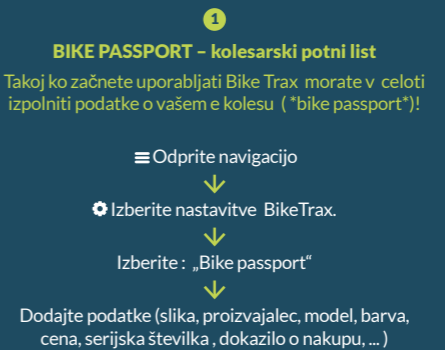 1
BIKE PASSPORT – kolesarski potni list
Takoj ko začnete uporabljati Bike Trax morate v celoti
izpolniti podatke o vašem e kolesu ( *bike passport*)!
Odprite navigacijo
Izberite nastavitve BikeTrax.
Izberite : „Bike passport“
Dodajte podatke (slika, proizvajalec, model, barva,
cena, serijska številka , dokazilo o nakupu, ... )